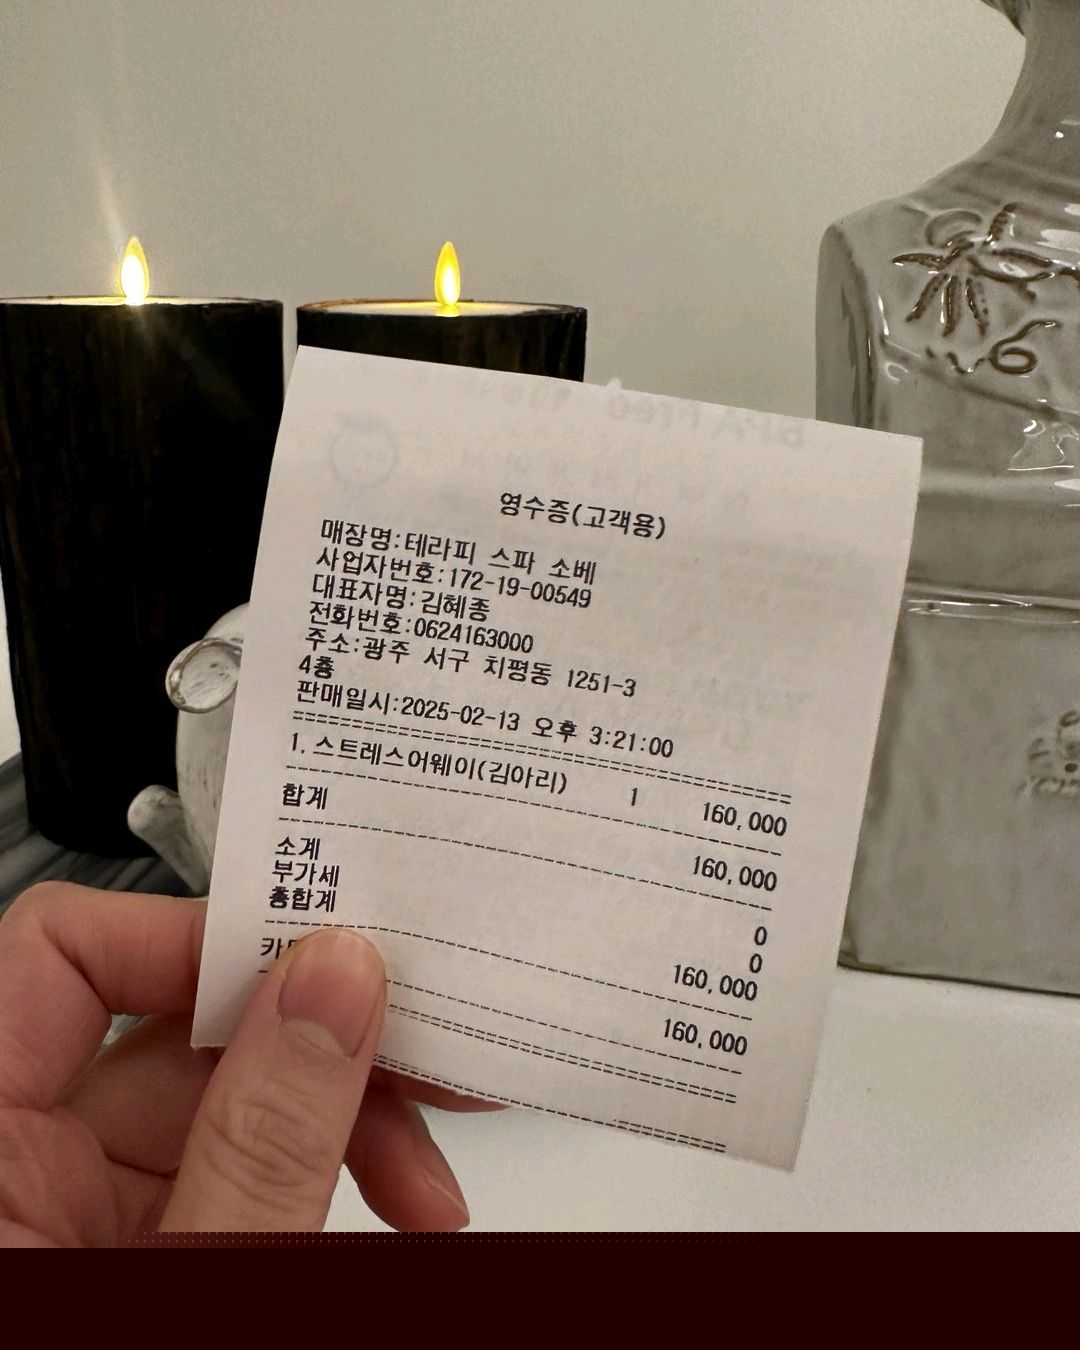 영수증(고객용)
매장명:테라피 스파 소베
사업자번호:172-19-00549
대표자명:김혜종
전화번호:0624163000
주소:광주 서구 치평동 1251-3
4층
판매일시:2025-02-13 오후 3:21:00
1. 스트레스어웨이(김아리) 1 160,000
합계 160,000
소계 0
부가세 0
총합계 160,000
160,000